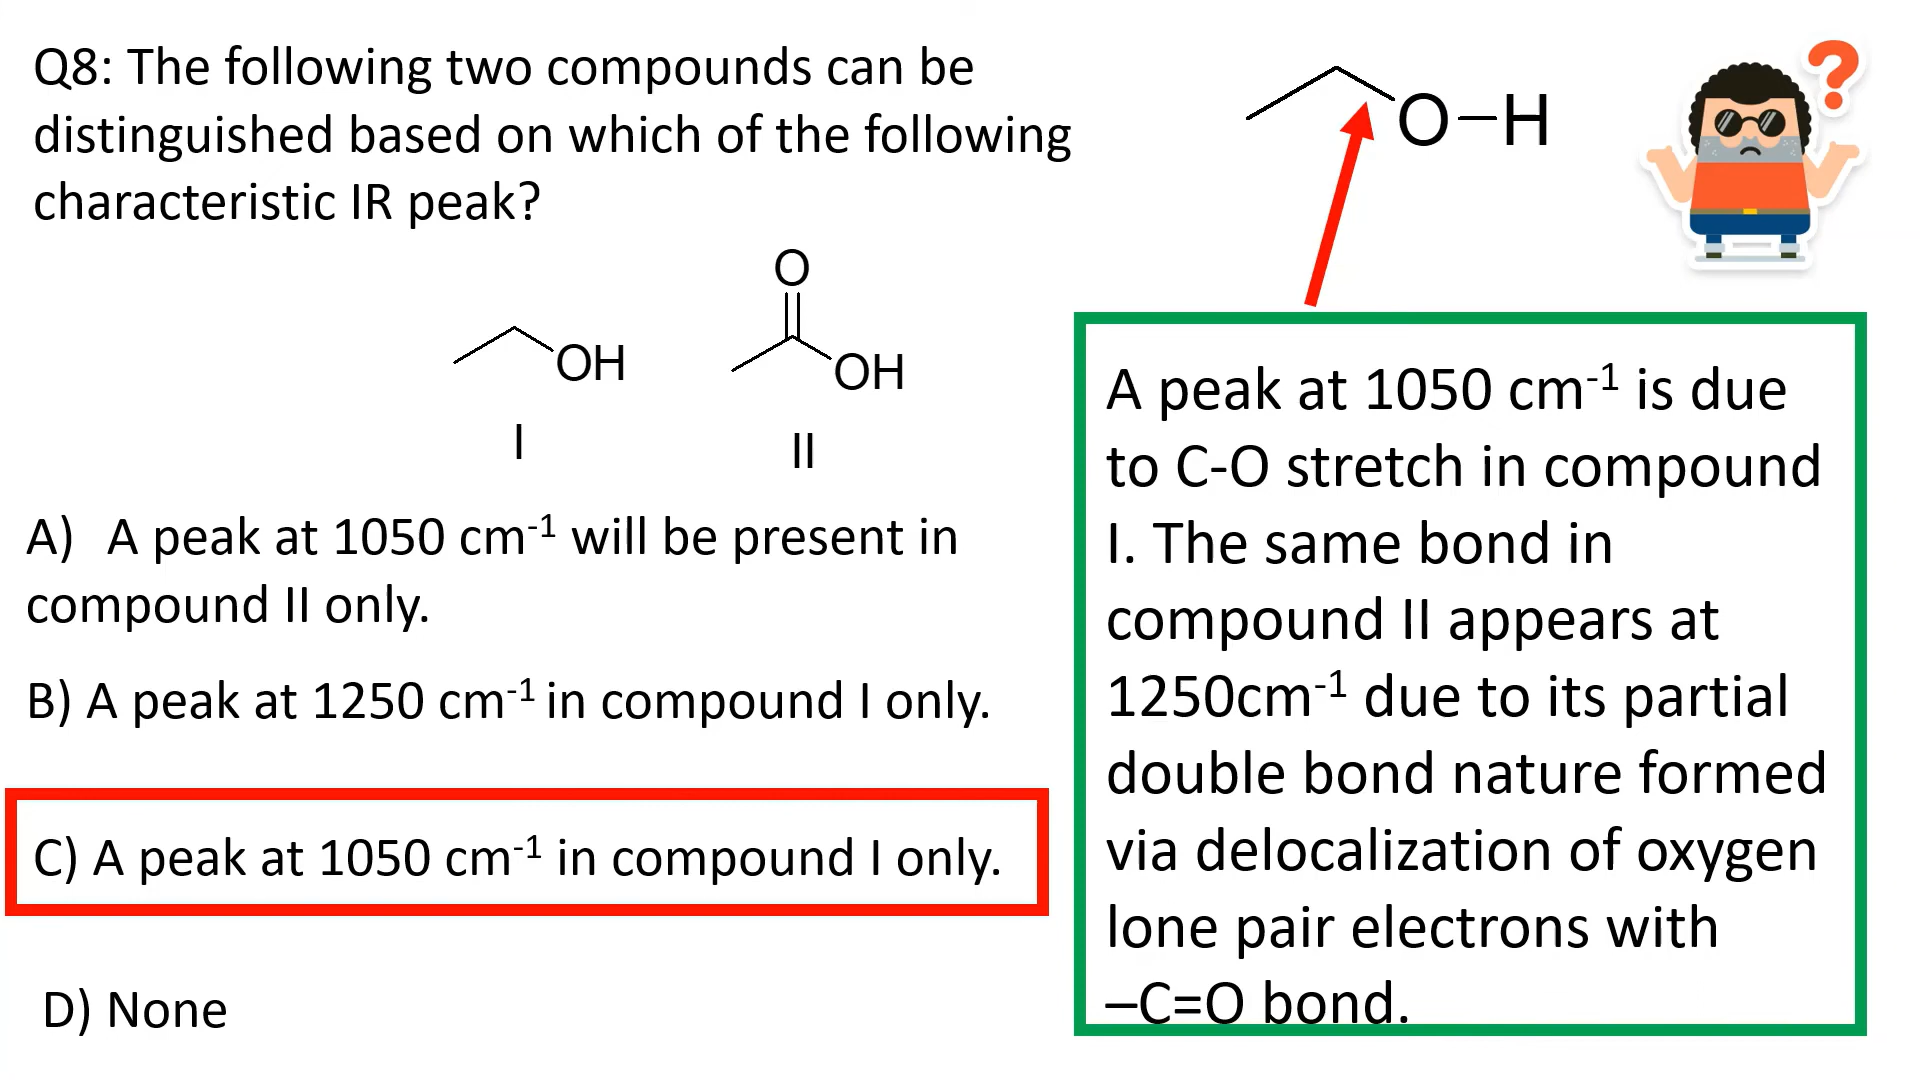 Q8: The following two compounds can be
distinguished based on which of the following
characteristic IR peak?
O
OH
OH
I
II
A) A peak at 1050 cm⁻¹ will be present in
compound II only.
B) A peak at 1250 cm⁻¹ in compound I only.
C) A peak at 1050 cm⁻¹ in compound I only.
D) None
O–H
?
A peak at 1050 cm⁻¹ is due
to C-O stretch in compound
I. The same bond in
compound II appears at
1250cm⁻¹ due to its partial
double bond nature formed
via delocalization of oxygen
lone pair electrons with
–C=O bond.